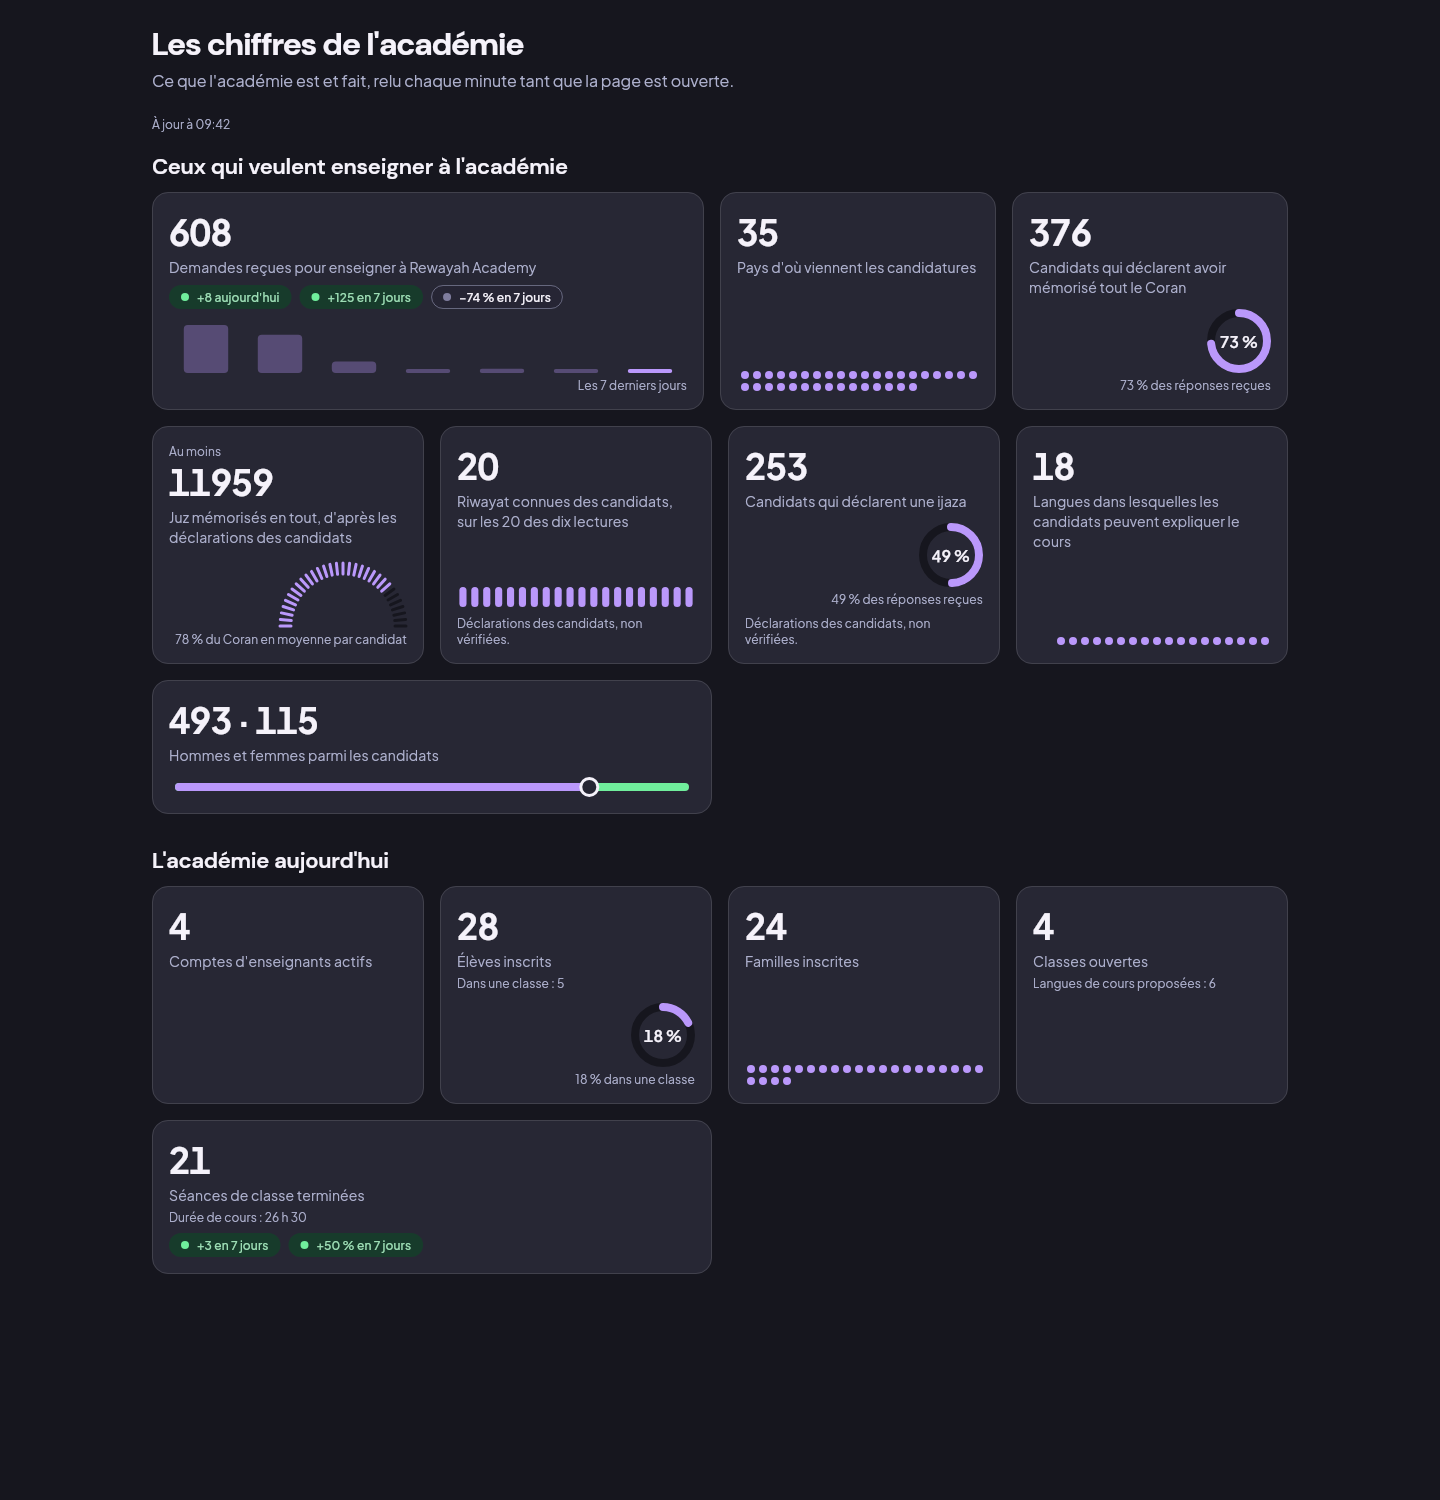 Les chiffres de l'académie
Ce que l'académie est et fait, relu chaque minute tant que la page est ouverte.
À jour à 09:42
Ceux qui veulent enseigner à l'académie
608
Demandes reçues pour enseigner à Rewayah Academy
+8 aujourd'hui
+125 en 7 jours
−74 % en 7 jours
Les 7 derniers jours
35
Pays d'où viennent les candidatures
376
Candidats qui déclarent avoir
mémorisé tout le Coran
73 %
73 % des réponses reçues
Au moins
11959
Juz mémorisés en tout, d'après les
déclarations des candidats
78 % du Coran en moyenne par candidat
20
Riwayat connues des candidats,
sur les 20 des dix lectures
Déclarations des candidats, non
vérifiées.
253
Candidats qui déclarent une ijaza
49 %
49 % des réponses reçues
Déclarations des candidats, non
vérifiées.
18
Langues dans lesquelles les
candidats peuvent expliquer le
cours
493 · 115
Hommes et femmes parmi les candidats
L'académie aujourd'hui
4
Comptes d'enseignants actifs
28
Élèves inscrits
Dans une classe : 5
18 %
18 % dans une classe
24
Familles inscrites
4
Classes ouvertes
Langues de cours proposées : 6
21
Séances de classe terminées
Durée de cours : 26 h 30
+3 en 7 jours
+50 % en 7 jours